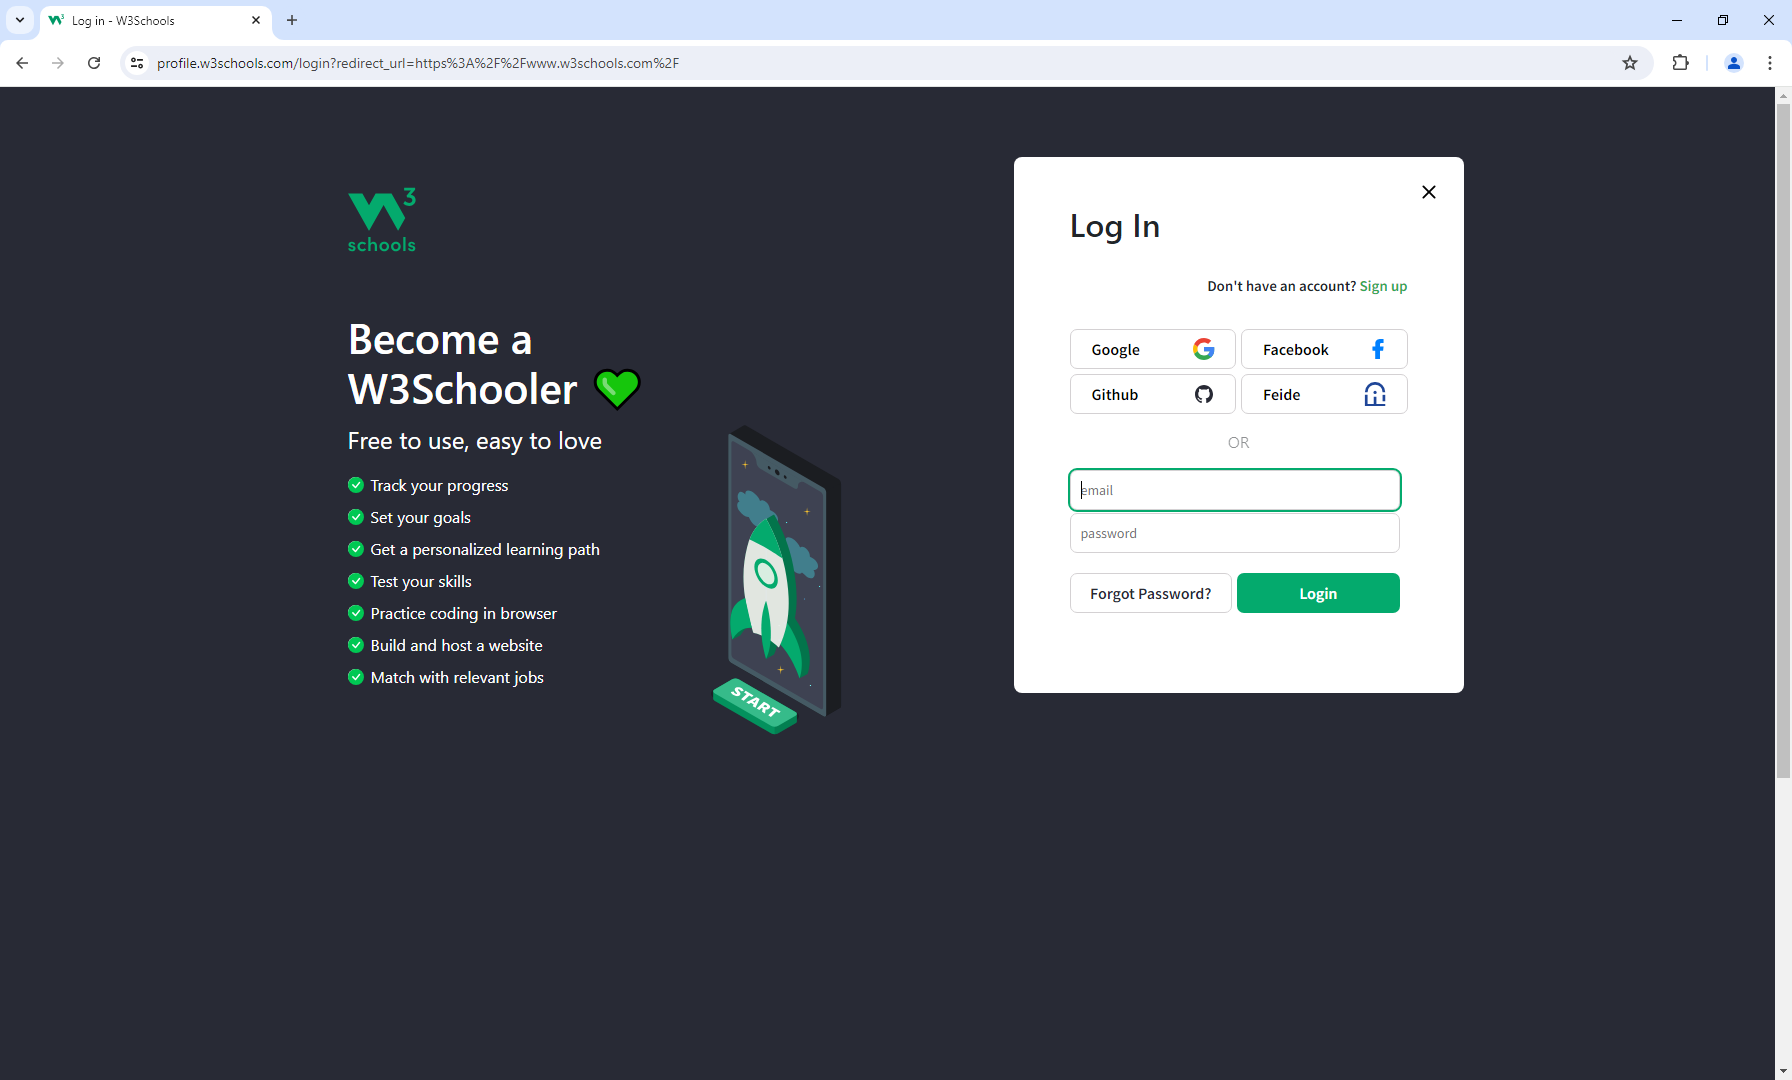 Log in - W3Schools
profile.w3schools.com/login?redirect_url=https%3A%2F%2Fwww.w3schools.com%2F
W3
schools
Become a
W3Schooler
Free to use, easy to love
Track your progress
Set your goals
Get a personalized learning path
Test your skills
Practice coding in browser
Build and host a website
Match with relevant jobs
START
Log In
Don't have an account? Sign up
Google
Facebook
Github
Feide
OR
email
password
Forgot Password?
Login